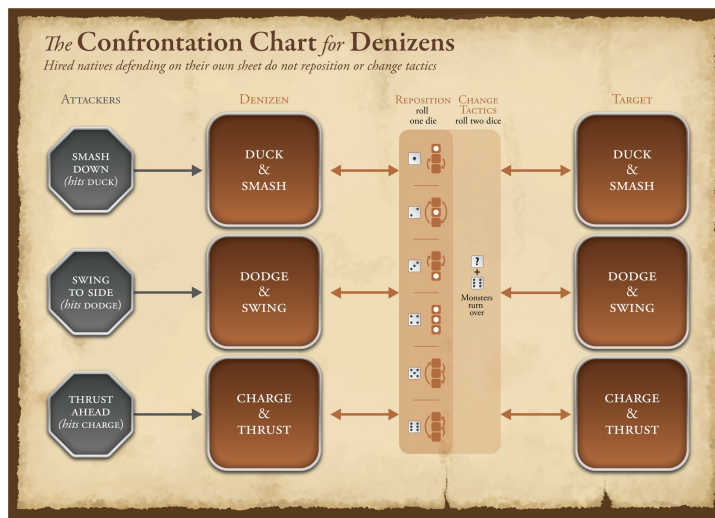 The Confrontation Chart for Denizens
Hired natives defending on their own sheet do not reposition or change tactics
Attackers
Denizen
Reposition
roll
one die
Change
Tactics
roll two dice
Target
SMASH
DOWN
(hits DUCK)
DUCK
&
SMASH
DUCK
&
SMASH
SWING
TO SIDE
(hits DODGE)
DODGE
&
SWING
?
+
Monsters
turn
over
DODGE
&
SWING
THRUST
AHEAD
(hits CHARGE)
CHARGE
&
THRUST
CHARGE
&
THRUST